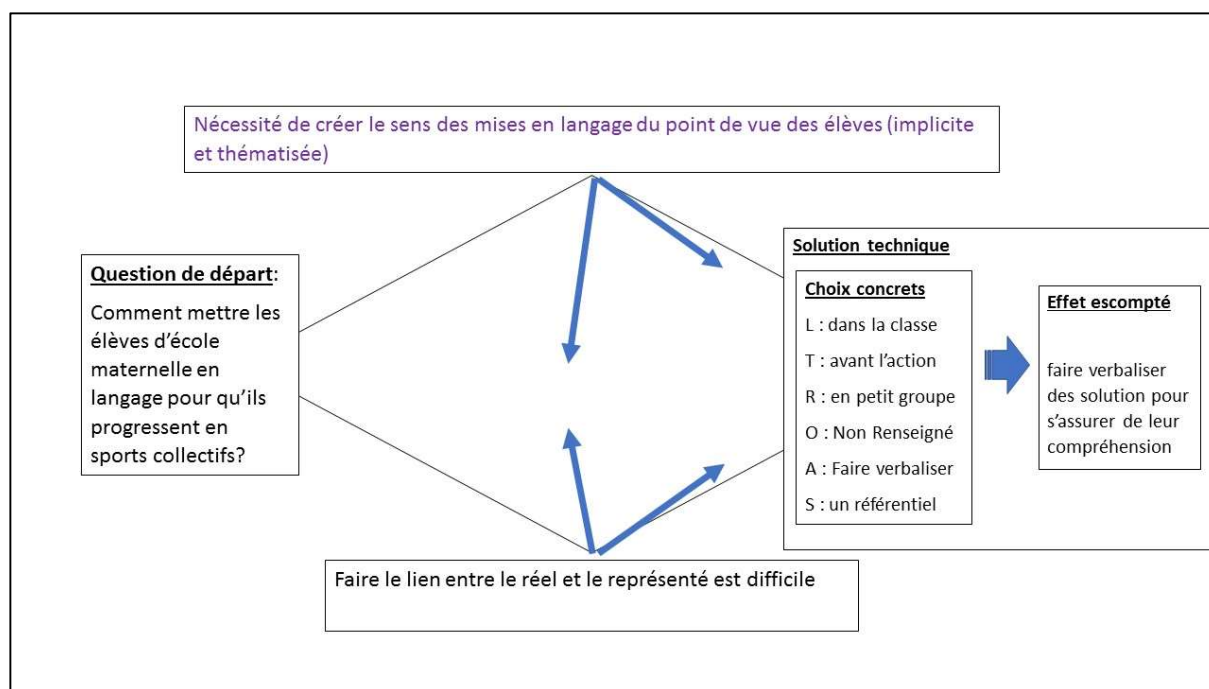 Nécessité de créer le sens des mises en langage du point de vue des élèves (implicite
et thématisée)
Question de départ:
Comment mettre les
élèves d’école
maternelle en
langage pour qu’ils
progressent en
sports collectifs?
Solution technique
Choix concrets
L : dans la classe
T : avant l’action
R : en petit groupe
O : Non Renseigné
A : Faire verbaliser
S : un référentiel
Effet escompté
faire verbaliser
des solution pour
s’assurer de leur
compréhension
Faire le lien entre le réel et le représenté est difficile